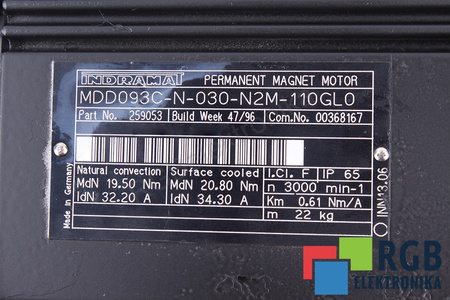 INDRAMAT PERMANENT MAGNET MOTOR
MDD093C-N-030-N2M-110GL0
Part No. 259053 Build Week 47/96 Com.No. 00368167
Natural convection Surface cooled I.Cl. F IP 65
MdN 19.50 Nm MdN 20.80 Nm n 3000 min-1
IdN 32.20 A IdN 34.30 A Km 0.61 Nm/A
m 22 kg
Made in Germany
INN 13.06
RGB
ELEKTRONIKA